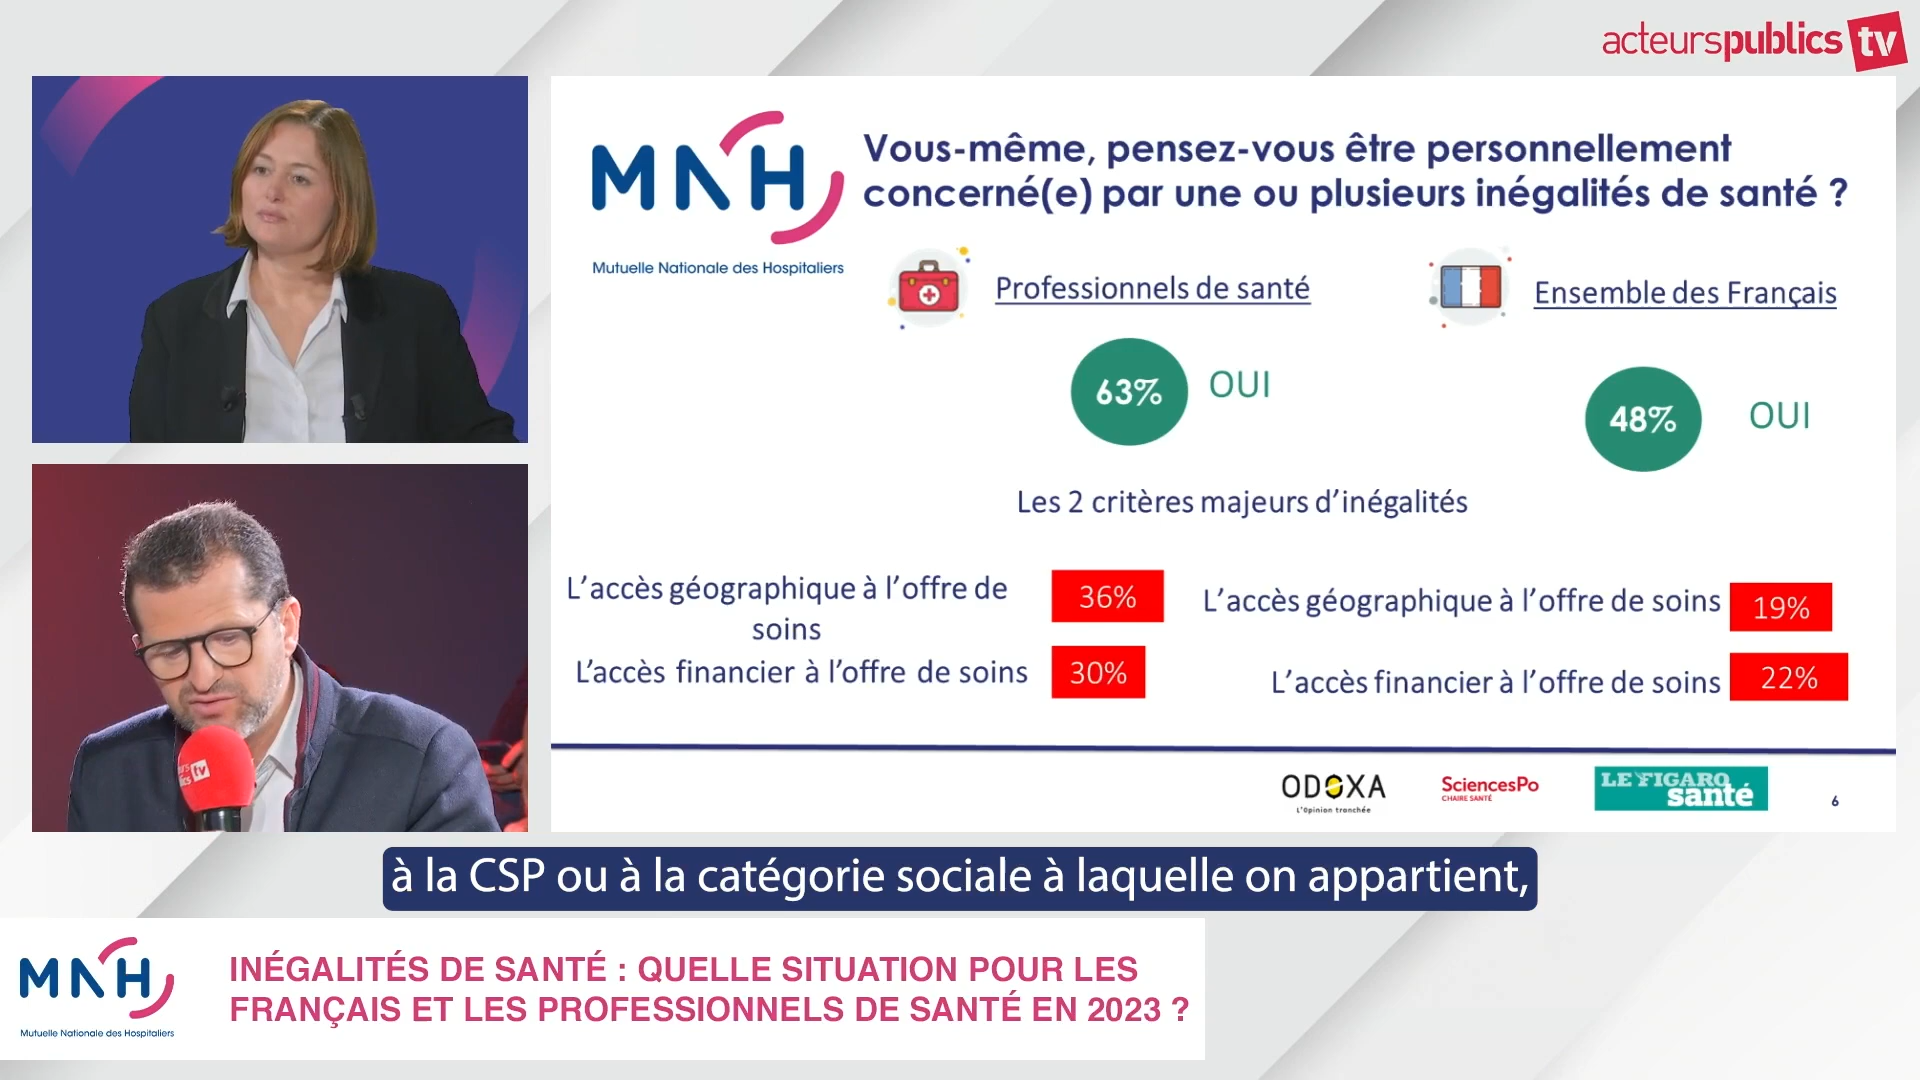 acteurspublics tv
MNH
Mutuelle Nationale des Hospitaliers
Vous-même, pensez-vous être personnellement
concerné(e) par une ou plusieurs inégalités de santé ?
Professionnels de santé
Ensemble des Français
63%
OUI
48%
OUI
Les 2 critères majeurs d’inégalités
L’accès géographique à l’offre de
soins
36%
L’accès financier à l’offre de soins
30%
L’accès géographique à l’offre de soins
19%
L’accès financier à l’offre de soins
22%
ODOXA
L'Opinion tranchée
SciencesPo
CHAIRE SANTÉ
LE FIGARO
santé
6
tv
à la CSP ou à la catégorie sociale à laquelle on appartient,
MNH
Mutuelle Nationale des Hospitaliers
INÉGALITÉS DE SANTÉ : QUELLE SITUATION POUR LES
FRANÇAIS ET LES PROFESSIONNELS DE SANTÉ EN 2023 ?